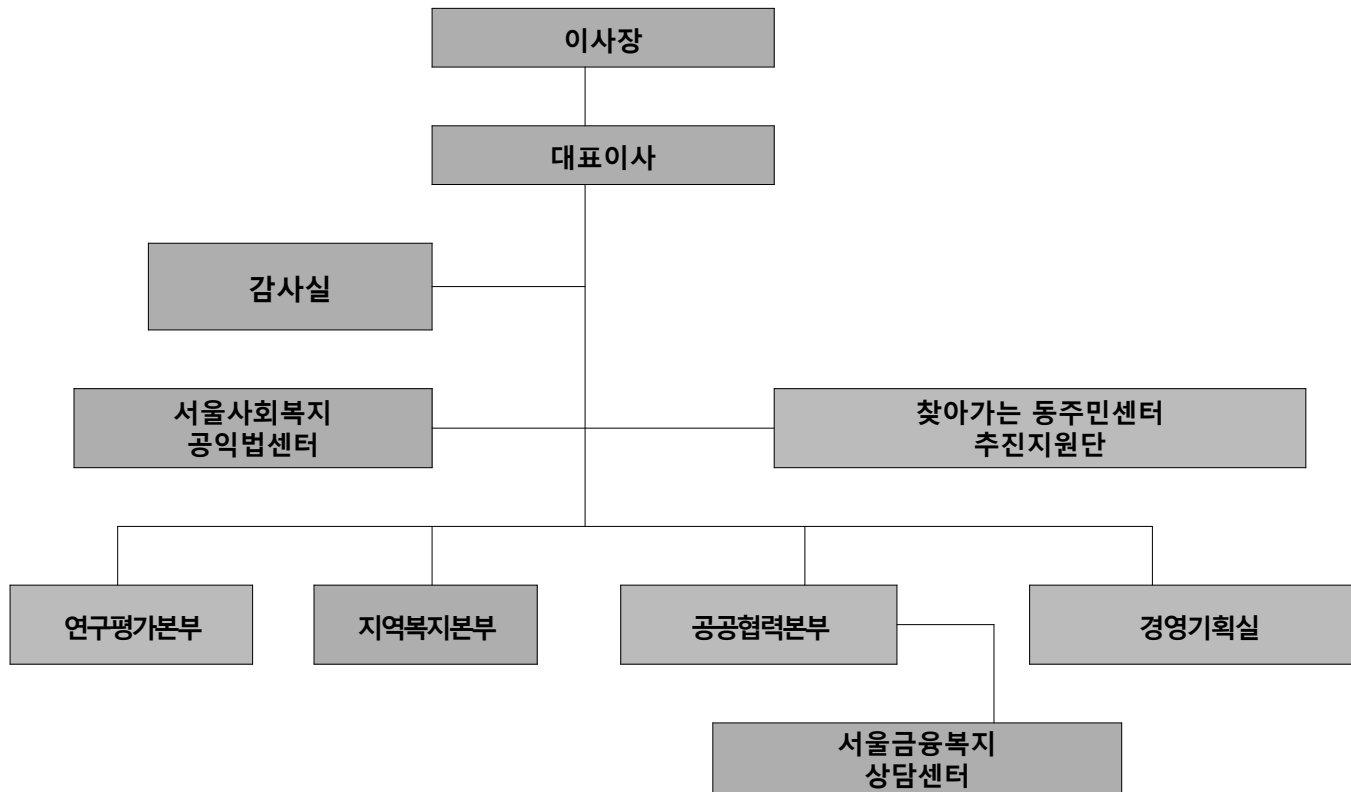 이사장
대표이사
감사실
서울사회복지
공익법센터
찾아가는 동주민센터
추진지원단
연구평가본부
지역복지본부
공공협력본부
경영기획실
서울금융복지
상담센터